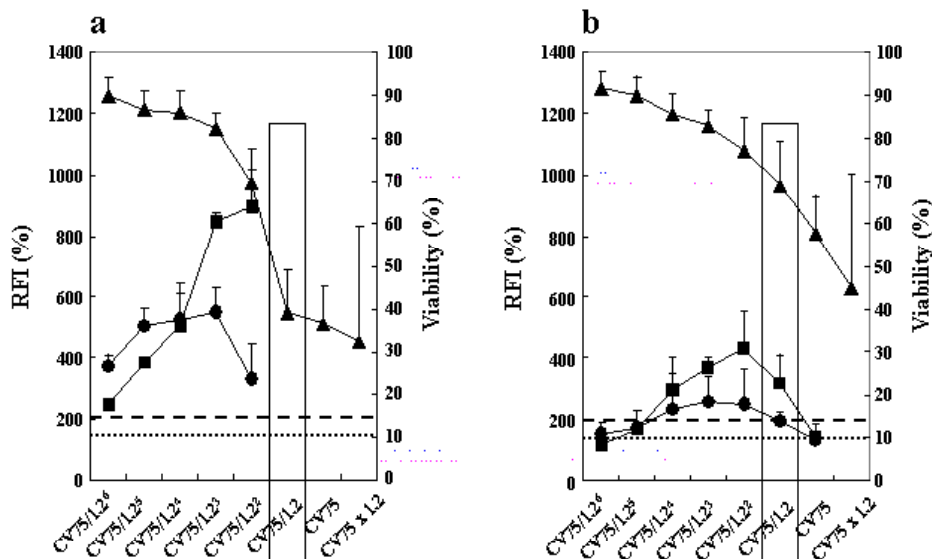 a
1400
1200
1000
800
600
400
200
0
RFI (%)
100
90
80
70
60
50
40
30
20
10
0
Viability (%)
CV75/1.2⁶
CV75/1.2⁵
CV75/1.2⁴
CV75/1.2³
CV75/1.2²
CV75/1.2
CV75
CV75 x 1.2
b
1400
1200
1000
800
600
400
200
0
RFI (%)
100
90
80
70
60
50
40
30
20
10
0
Viability (%)
CV75/1.2⁶
CV75/1.2⁵
CV75/1.2⁴
CV75/1.2³
CV75/1.2²
CV75/1.2
CV75
CV75 x 1.2